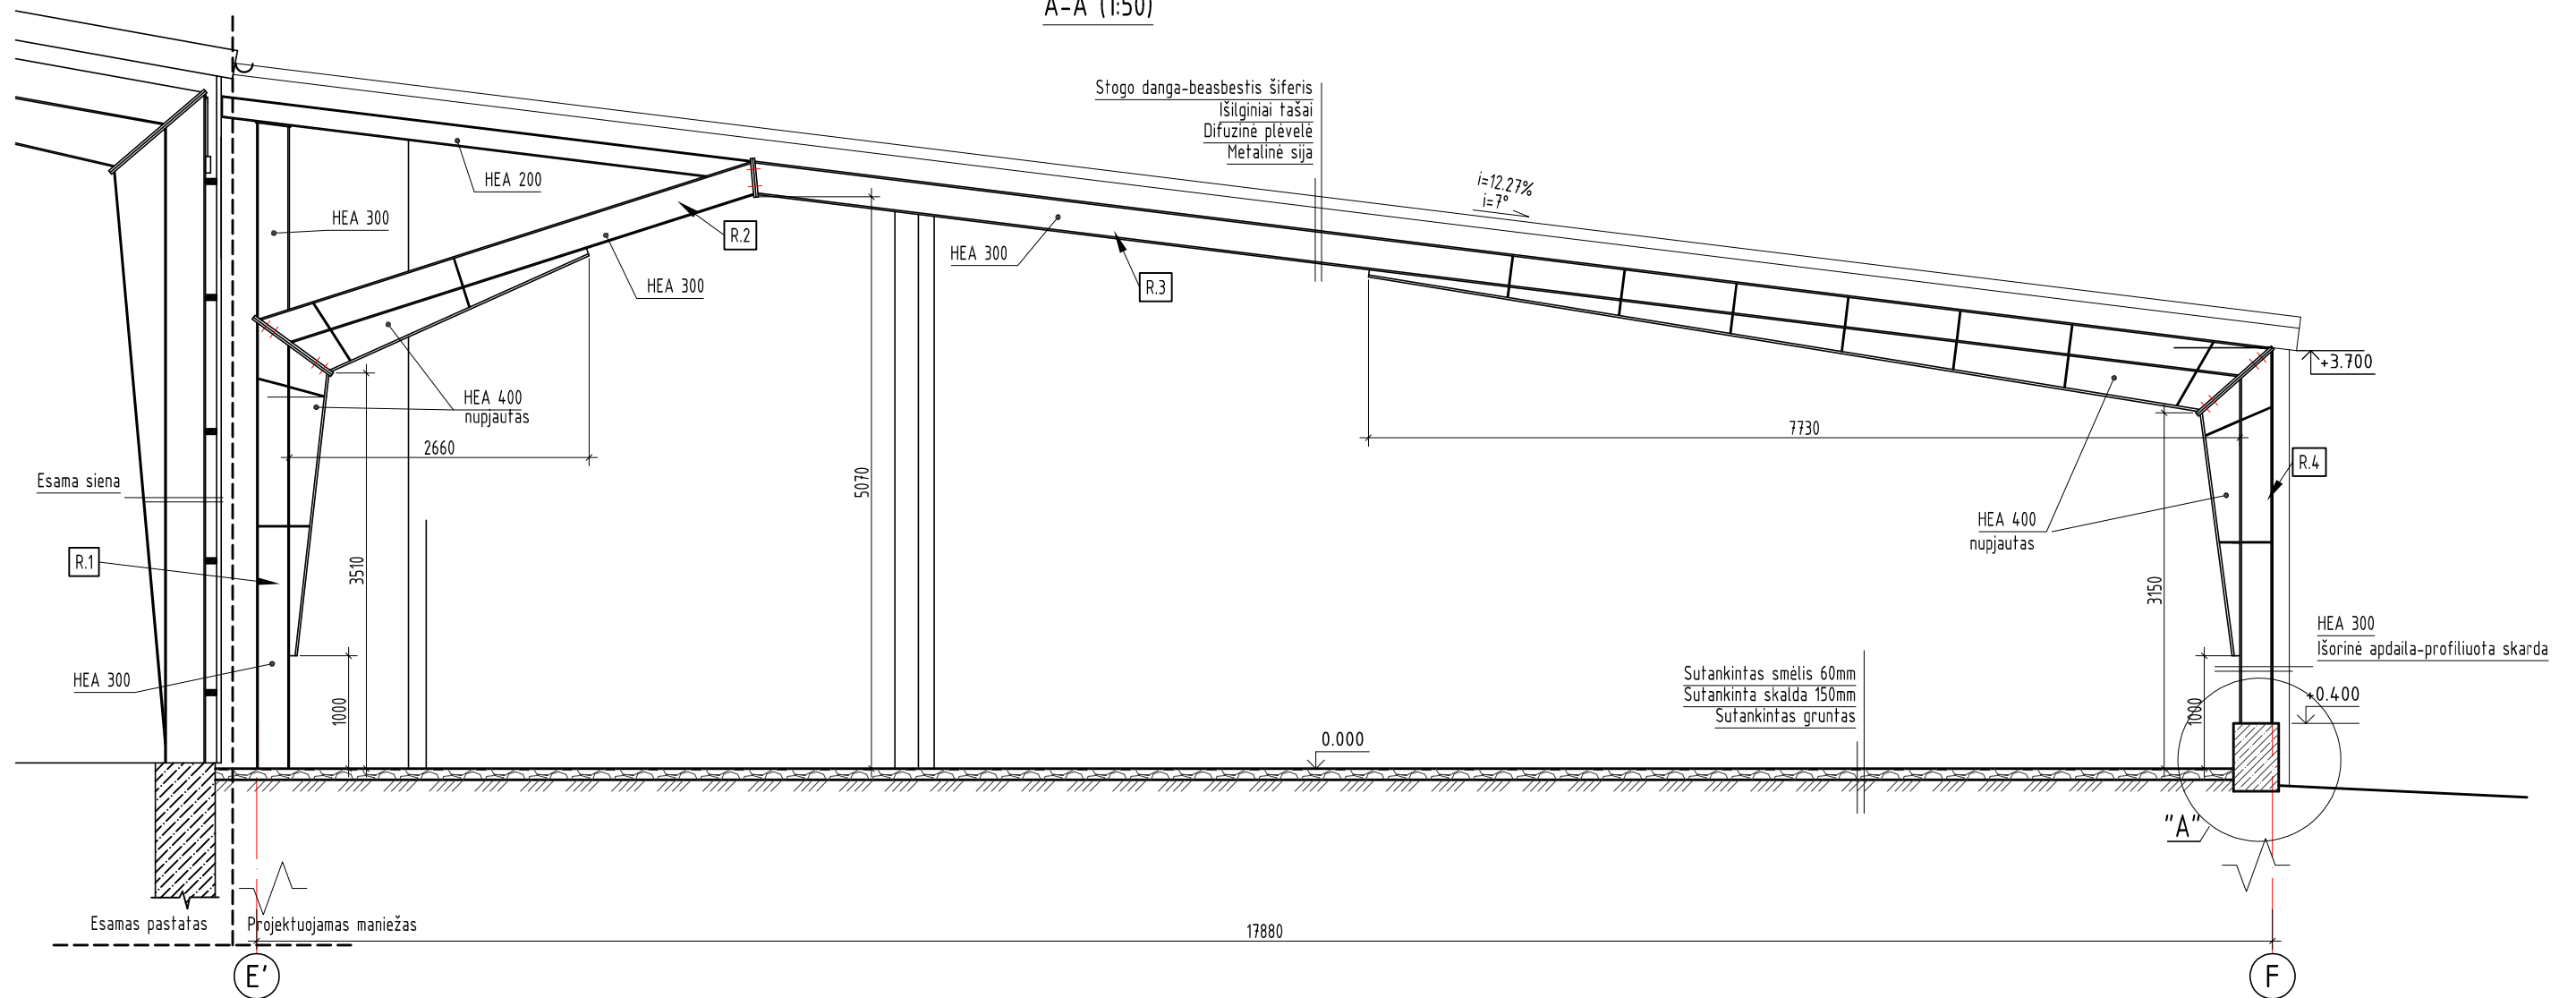 A-A (1:50)
Stogo danga-beasbestis šiferis
Išilginiai tašai
Difuzinė plėvelė
Metalinė sija
i=12.27%
i=7°
HEA 200
HEA 300
R.2
HEA 300
HEA 300
R.3
+3.700
HEA 400
nupjautas
2660
7730
5070
Esama siena
R.4
HEA 400
nupjautas
R.1
3510
3150
HEA 300
Išorinė apdaila-profiliuota skarda
HEA 300
Sutankintas smėlis 60mm
Sutankinta skalda 150mm
Sutankintas gruntas
+0.400
1000
1000
0.000
"A"
Esamas pastatas
Projektuojamas maniežas
17880
E'
F